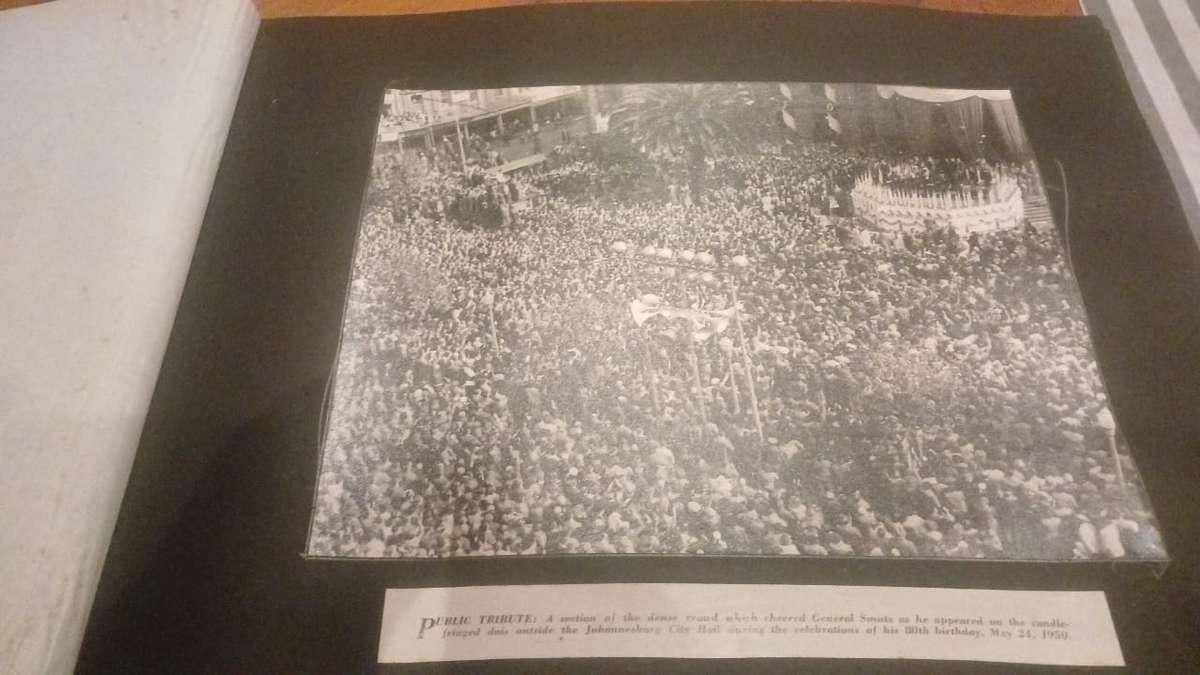 PUBLIC TRIBUTE: A section of the dense crowd which cheered General Smuts as he appeared on the candle-
fringed dais outside the Johannesburg City Hall during the celebrations of his 80th birthday, May 24, 1950.